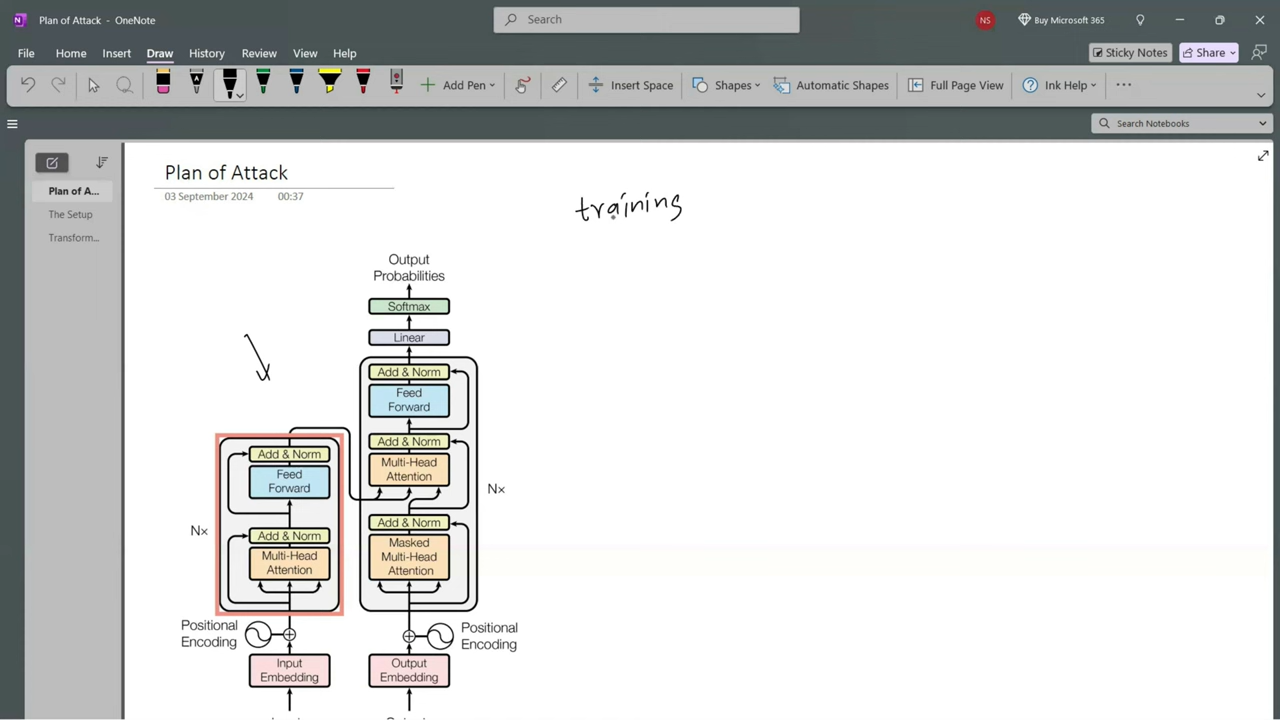 Plan of Attack - OneNote
Search
NS
Buy Microsoft 365
File Home Insert Draw History Review View Help
Sticky Notes
Share
Add Pen
Insert Space
Shapes
Automatic Shapes
Full Page View
Ink Help
Search Notebooks
Plan of A...
The Setup
Transform...
Plan of Attack
03 September 2024 00:37
training
Output
Probabilities
Softmax
Linear
Add & Norm
Feed
Forward
Add & Norm
Multi-Head
Attention
Add & Norm
Masked
Multi-Head
Attention
Nx
Add & Norm
Feed
Forward
Nx
Add & Norm
Multi-Head
Attention
Positional
Encoding
Positional
Encoding
Input
Embedding
Output
Embedding